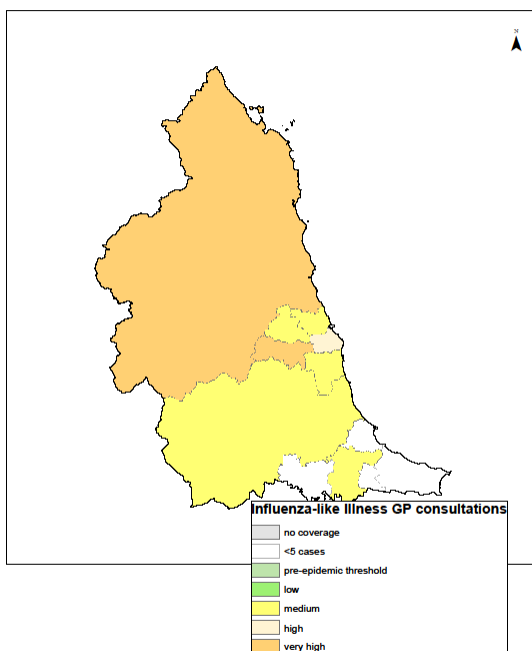 N
Influenza-like Illness GP consultations
no coverage
<5 cases
pre-epidemic threshold
low
medium
high
very high